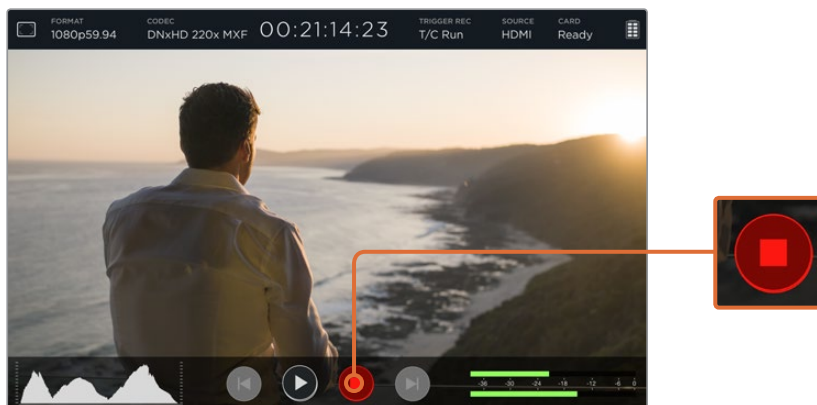 FORMAT CODEC TRIGGER REC SOURCE CARD
1080p59.94 DNxHD 220x MXF 00:21:14:23 T/C Run HDMI Ready
-36 -30 -24 -18 -12 -6 0